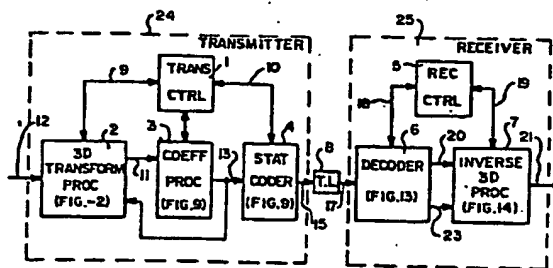 24
25
TRANSMITTER
RECEIVER
9
TRANS
CTRL
1
10
5
REC
CTRL
19
18
12
2
3
4
8
6
20
7
21
3D
TRANSFORM
PROC
(FIG.-2)
11
COEFF
PROC
(FIG.9)
13
STAT
CODER
(FIG.9)
T.L.
DECODER
(FIG.13)
INVERSE
3D
PROC
(FIG.14)
15
17
23